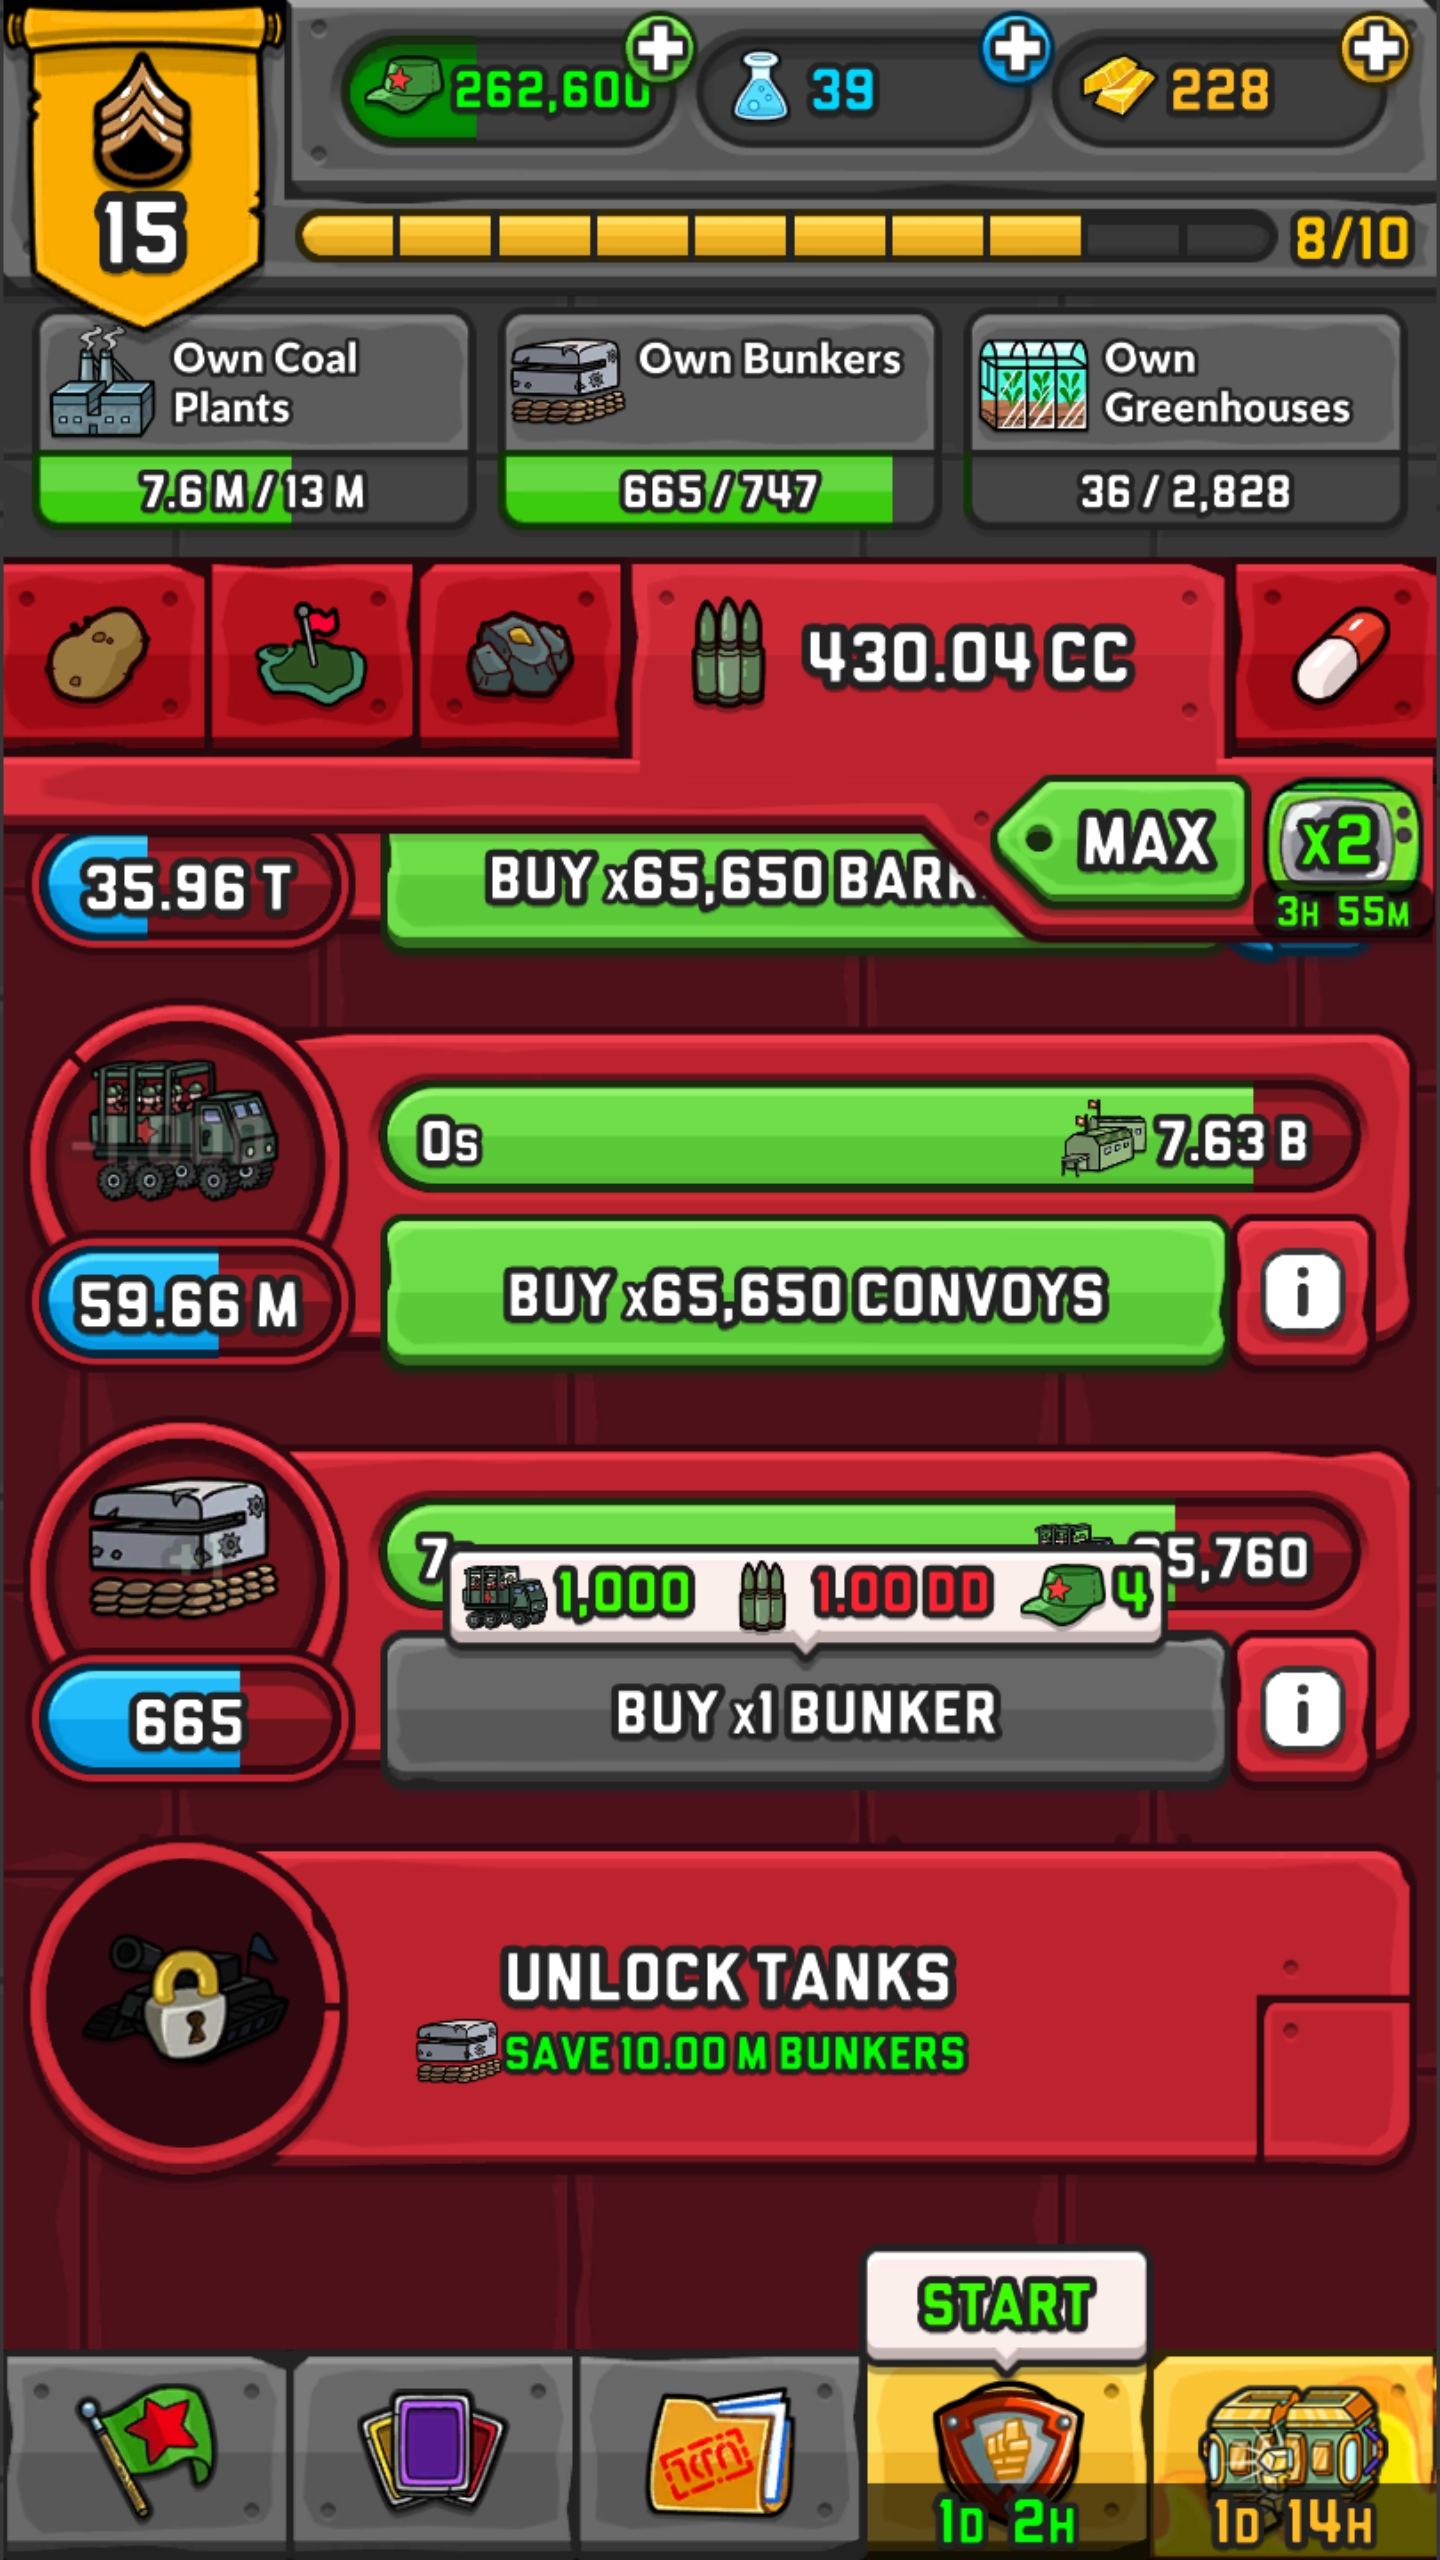 262,600
39
228
15
8/10
Own Coal
Plants
7.6 M / 13 M
Own Bunkers
665 / 747
Own
Greenhouses
36 / 2,828
430.04 CC
MAX
x2
3H 55M
35.96 T
BUY x65,650
0s
7.63 B
59.66 M
BUY x65,650 CONVOYS
1,000
1.00 DD
4
665
BUY x1 BUNKER
UNLOCK TANKS
SAVE 10.00 M BUNKERS
START
1D 2H
1D 14H